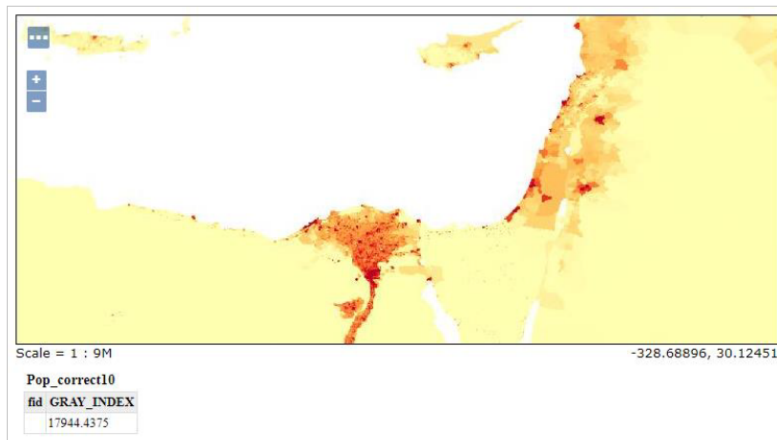 ...
+
−
Scale = 1 : 9M
-328.68896, 30.12451
Pop_correct10
fid GRAY_INDEX
17944.4375